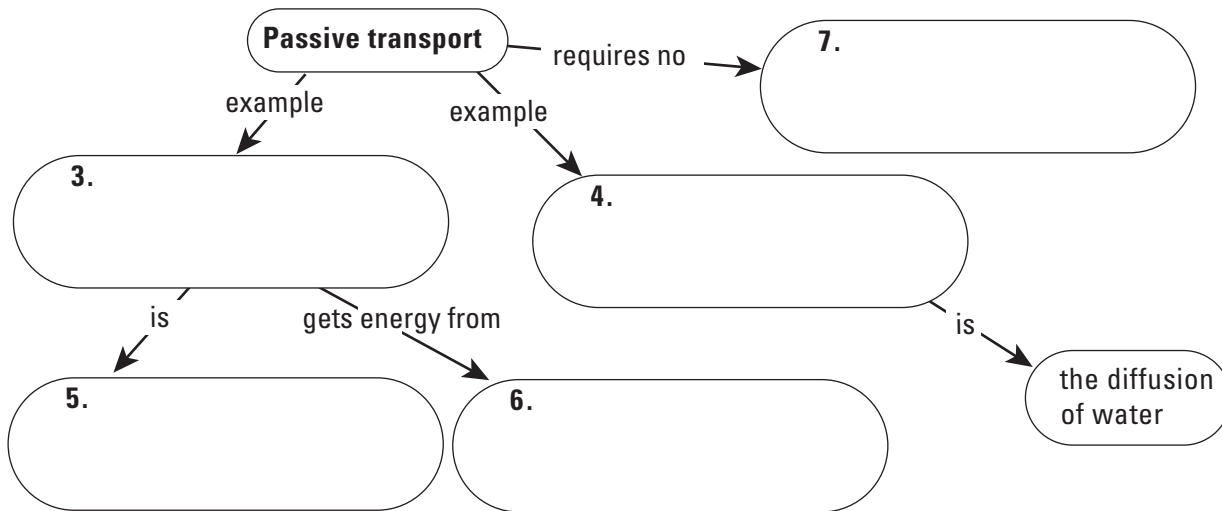 Passive transport
requires no
7.
example
example
3.
4.
is
gets energy from
is
5.
6.
the diffusion
of water